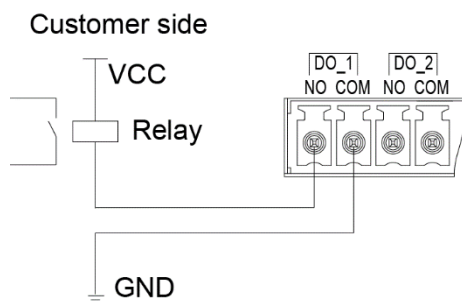 Customer side
VCC
DO_1 DO_2
NO COM NO COM
Relay
GND